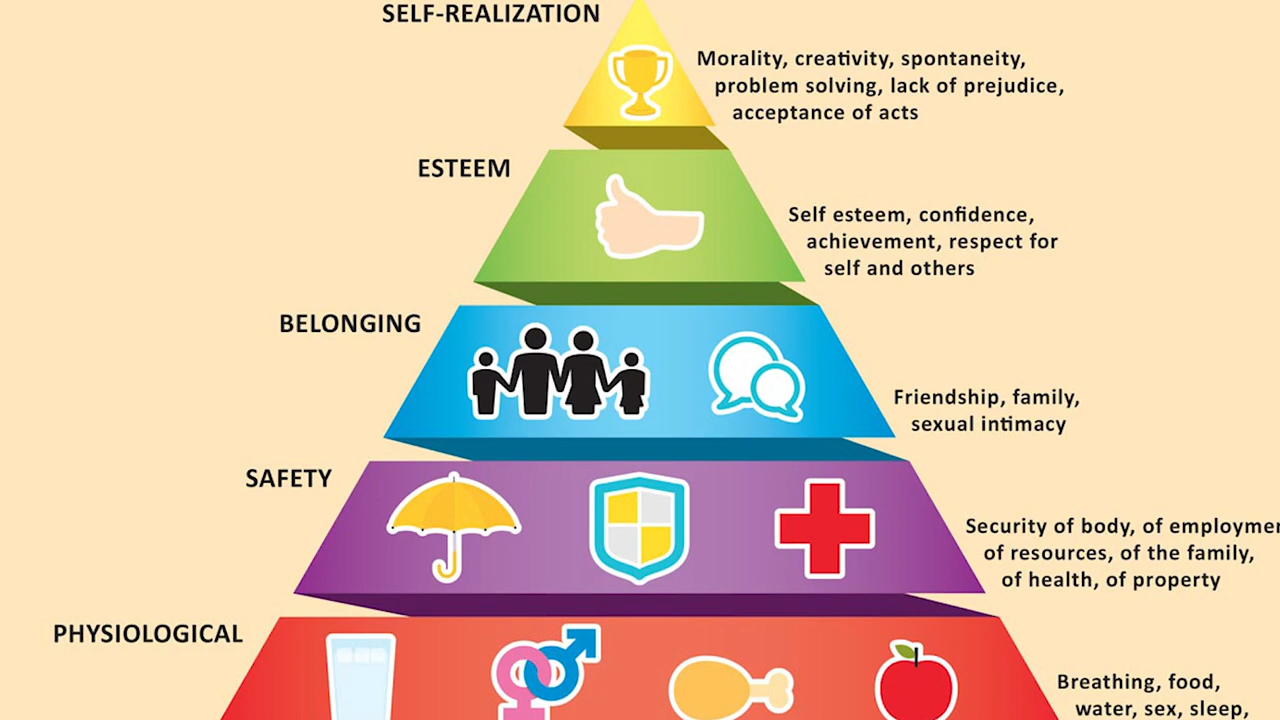 SELF-REALIZATION
Morality, creativity, spontaneity,
problem solving, lack of prejudice,
acceptance of acts
ESTEEM
Self esteem, confidence,
achievement, respect for
self and others
BELONGING
Friendship, family,
sexual intimacy
SAFETY
Security of body, of employmen
of resources, of the family,
of health, of property
PHYSIOLOGICAL
Breathing, food,
water, sex, sleep,